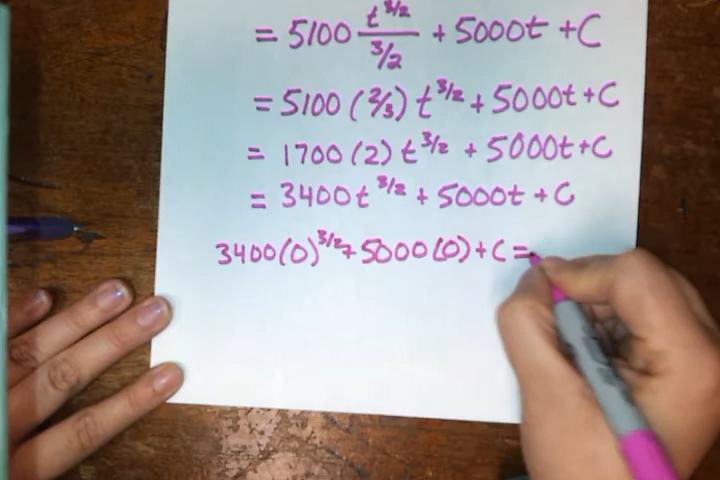 = 5100 t^3/2 / 3/2 + 5000t + C
= 5100 (2/3) t^3/2 + 5000t + C
= 1700 (2) t^3/2 + 5000t + C
= 3400t^3/2 + 5000t + C
3400(0)^3/2 + 5000(0) + C =